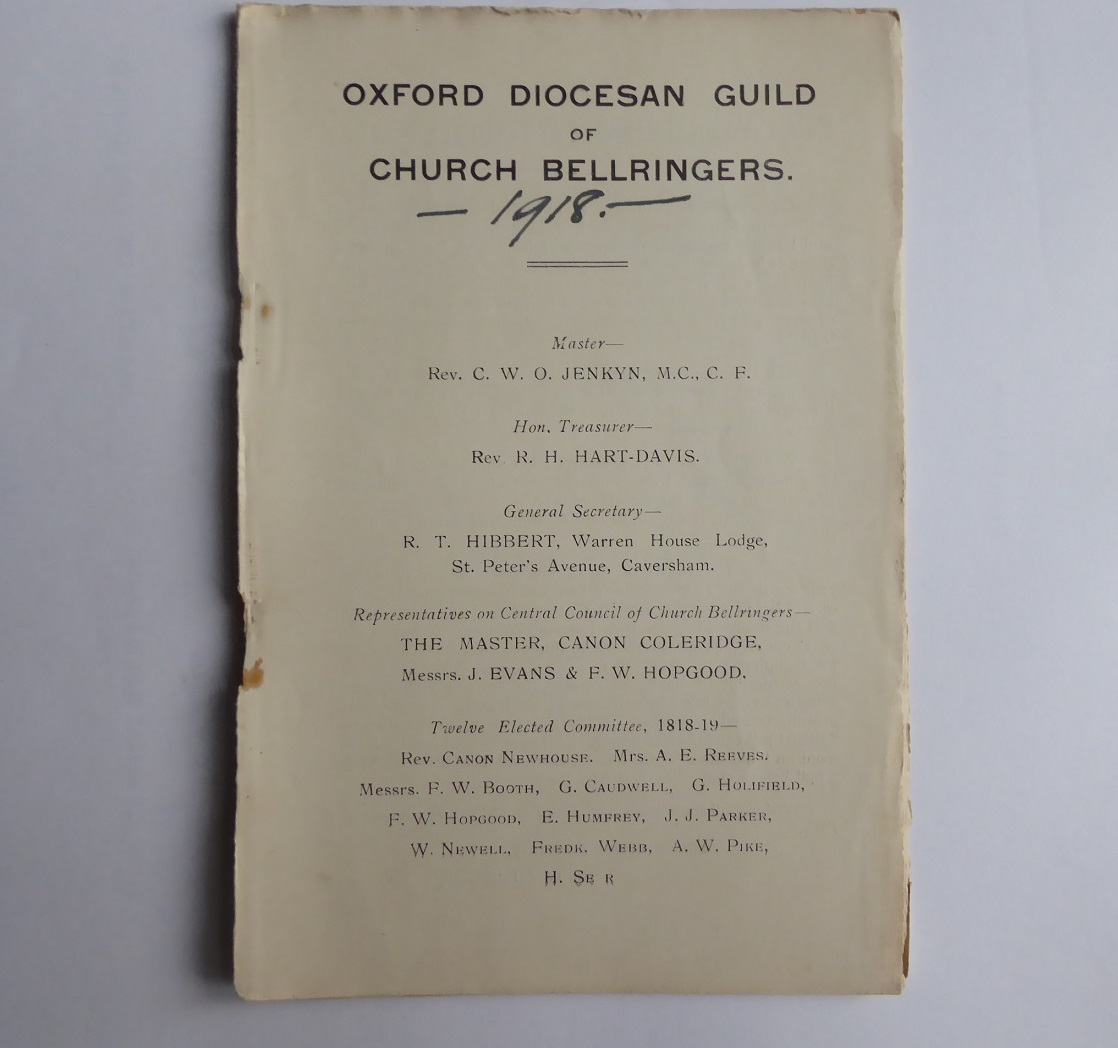 OXFORD DIOCESAN GUILD
OF
CHURCH BELLRINGERS.
— 1918. —
Master—
Rev. C. W. O. JENKYN, M.C., C. F.
Hon. Treasurer—
Rev. R. H. HART-DAVIS.
General Secretary—
R. T. HIBBERT, Warren House Lodge,
St. Peter's Avenue, Caversham.
Representatives on Central Council of Church Bellringers—
THE MASTER, CANON COLERIDGE,
Messrs. J. EVANS & F. W. HOPGOOD.
Twelve Elected Committee, 1818-19—
Rev. CANON NEWHOUSE. Mrs. A. E. REEVES.
Messrs. F. W. BOOTH, G. CAUDWELL, G. HOLIFIELD,
F. W. HOPGOOD, E. HUMFREY, J. J. PARKER,
W. NEWELL, FREDK. WEBB, A. W. PIKE,
H.